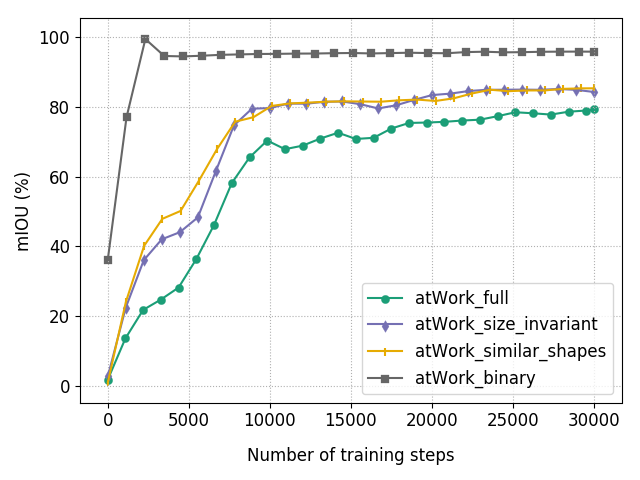 100
80
60
40
20
0
mIOU (%)
0 5000 10000 15000 20000 25000 30000
Number of training steps
atWork_full
atWork_size_invariant
atWork_similar_shapes
atWork_binary